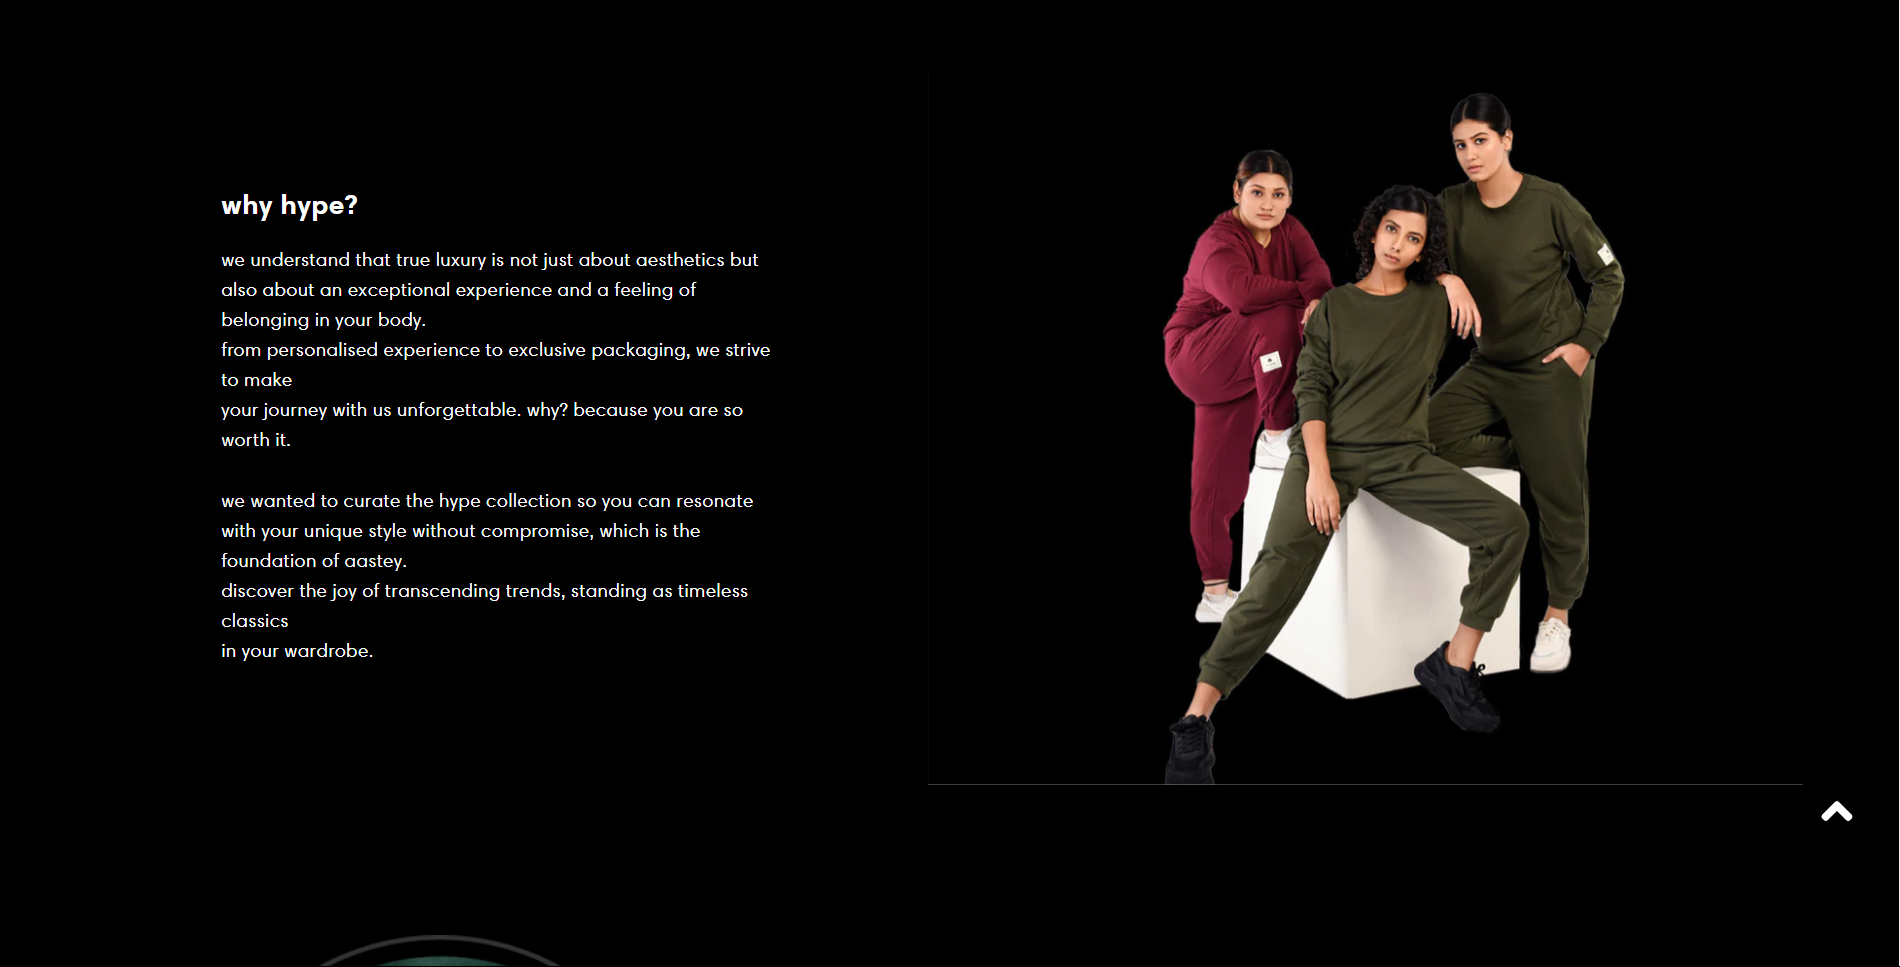 why hype?
we understand that true luxury is not just about aesthetics but
also about an exceptional experience and a feeling of
belonging in your body.
from personalised experience to exclusive packaging, we strive
to make
your journey with us unforgettable. why? because you are so
worth it.
we wanted to curate the hype collection so you can resonate
with your unique style without compromise, which is the
foundation of aastey.
discover the joy of transcending trends, standing as timeless
classics
in your wardrobe.